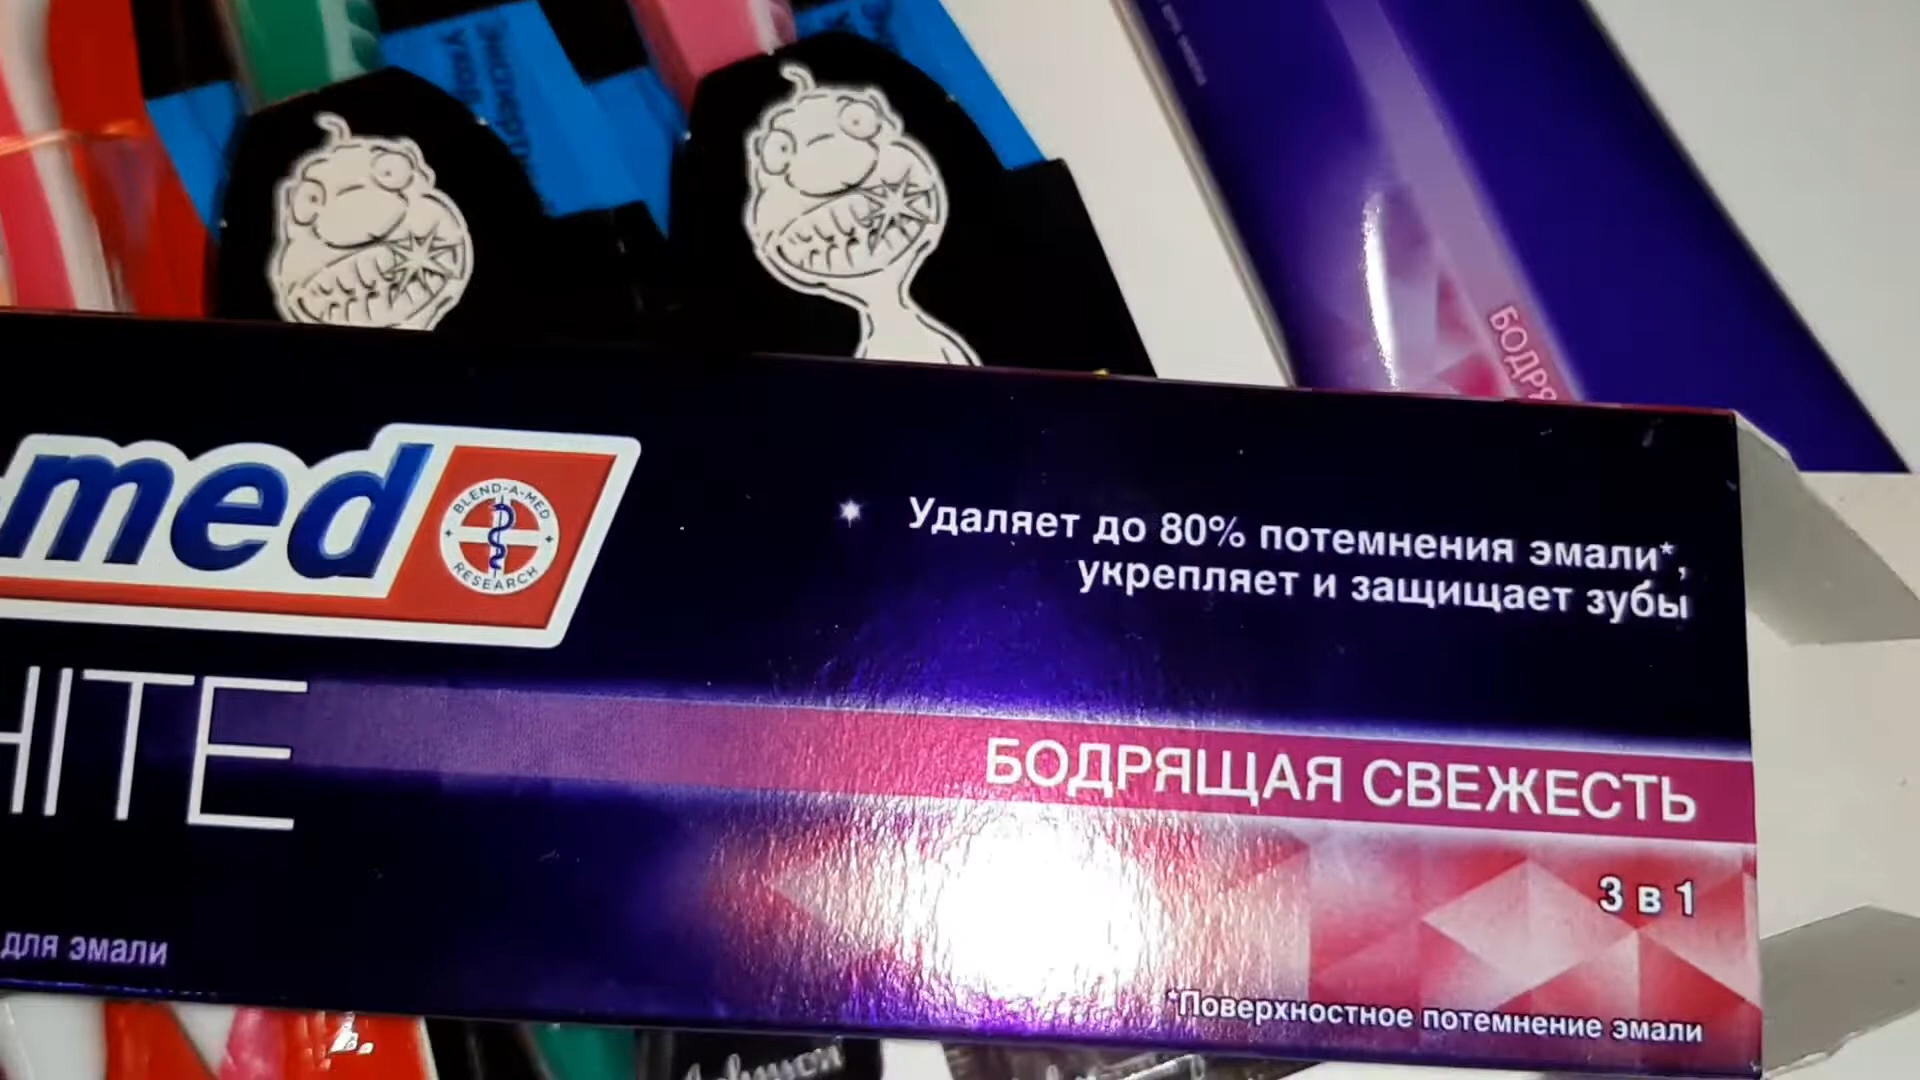 БОДРЯ
med
BLEND-A-MED
RESEARCH
Удаляет до 80% потемнения эмали*,
укрепляет и защищает зубы
HITE
БОДРЯЩАЯ СВЕЖЕСТЬ
3 в 1
для эмали
*Поверхностное потемнение эмали